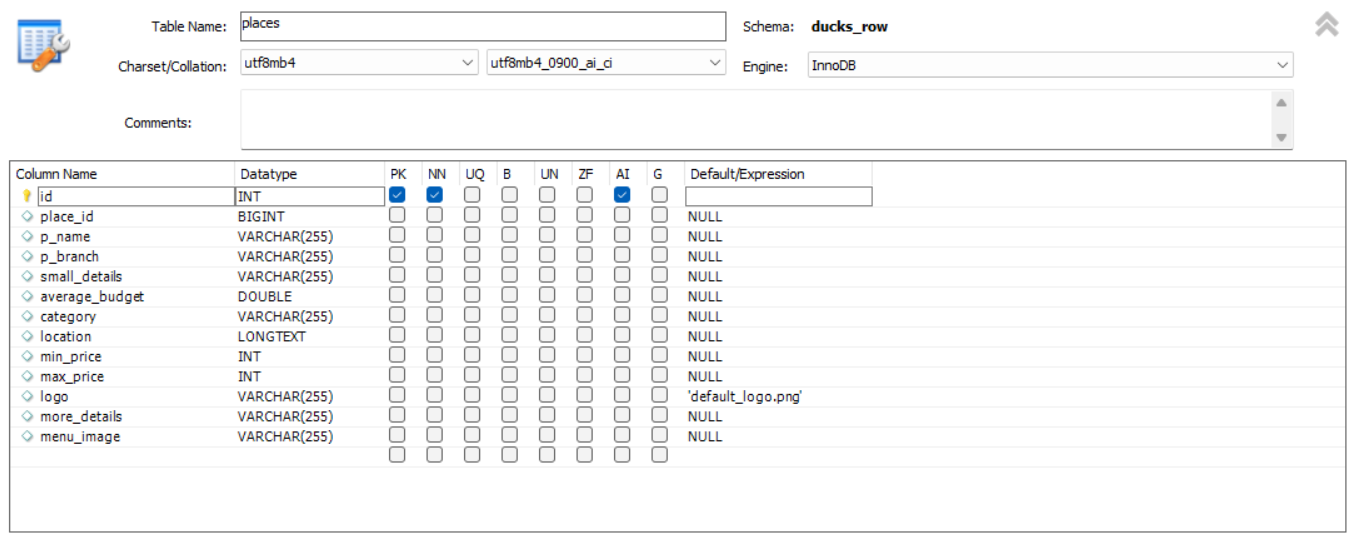 Table Name: places Schema: ducks_row
Charset/Collation: utf8mb4 utf8mb4_0900_ai_ci Engine: InnoDB
Comments:
Column Name Datatype PK NN UQ B UN ZF AI G Default/Expression
id INT
place_id BIGINT NULL
p_name VARCHAR(255) NULL
p_branch VARCHAR(255) NULL
small_details VARCHAR(255) NULL
average_budget DOUBLE NULL
category VARCHAR(255) NULL
location LONGTEXT NULL
min_price INT NULL
max_price INT NULL
logo VARCHAR(255) 'default_logo.png'
more_details VARCHAR(255) NULL
menu_image VARCHAR(255) NULL